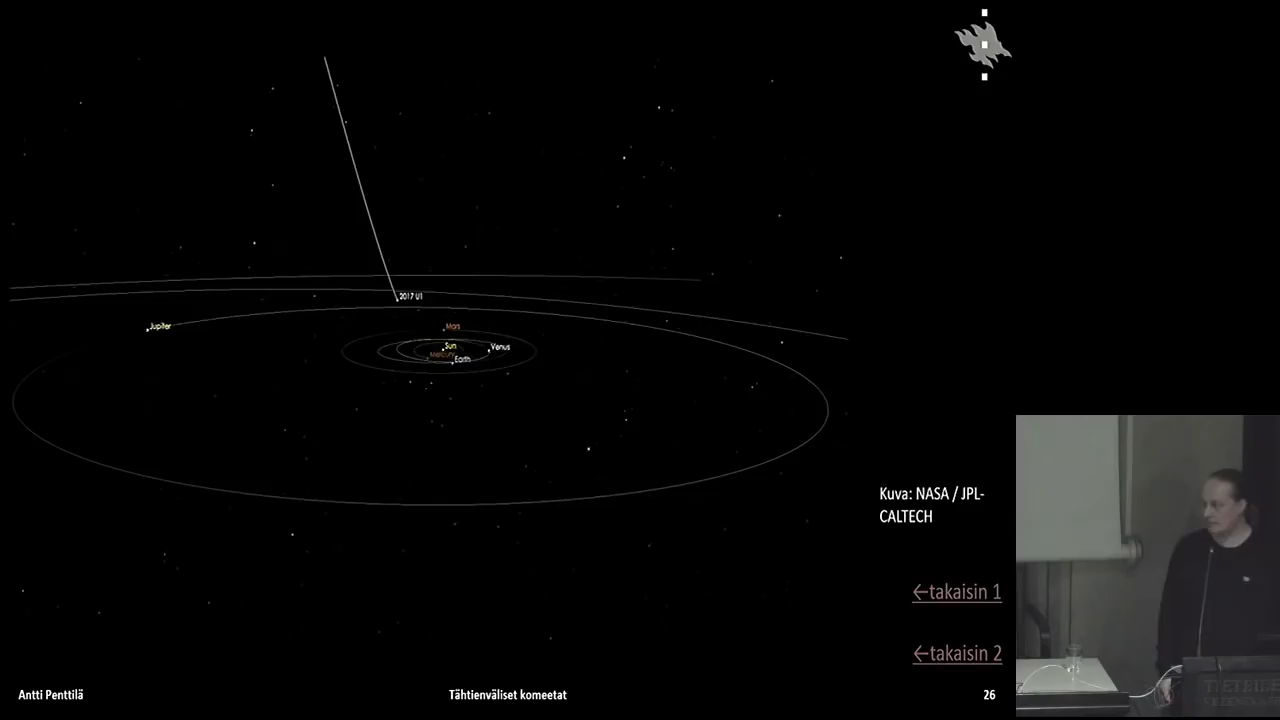 2017 U1
Jupiter
Mars
Sun
Venus
Mercury
Earth
Kuva: NASA / JPL-
CALTECH
←takaisin 1
←takaisin 2
Antti Penttilä
Tähtienväliset komeetat
26